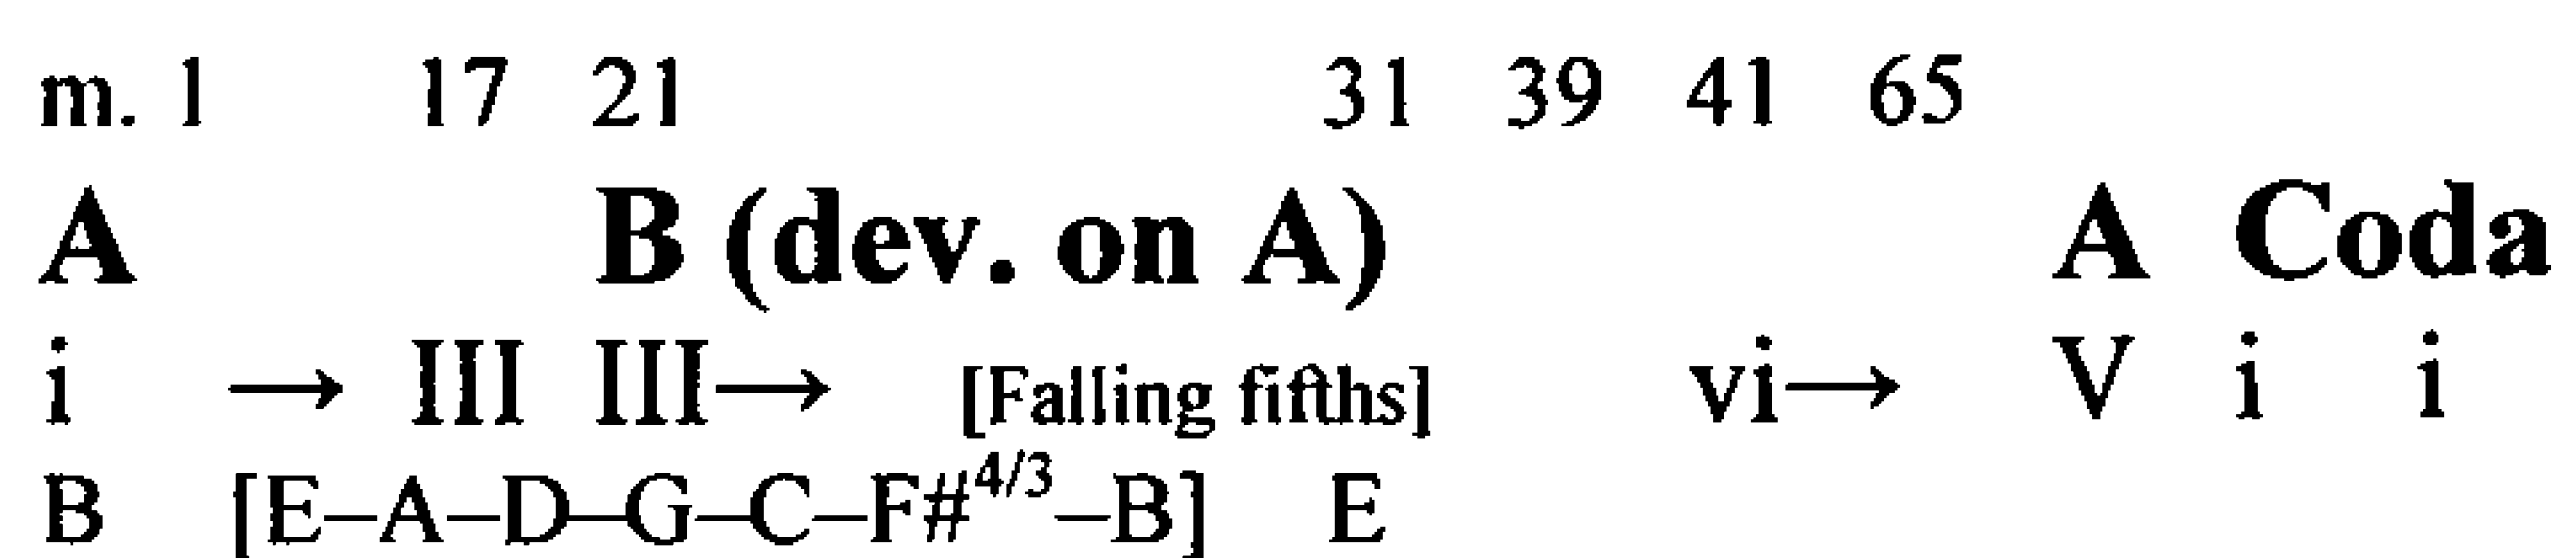 m. 1 17 21 31 39 41 65
A B (dev. on A) A Coda
i → III III→ [Falling fifths] vi→ V i i
B [E–A–D–G–C–F#4/3–B] E